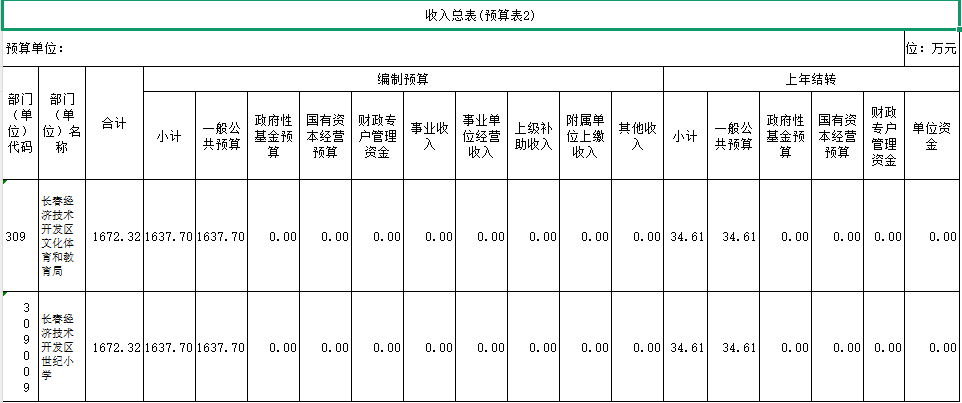 收入总表(预算表2)
预算单位：
位：万元
部门（单位）代码
部门（单位）名称
合计
编制预算
上年结转
小计
一般公共预算
政府性基金预算
国有资本经营预算
财政专户管理资金
事业收入
事业单位经营收入
上级补助收入
附属单位上缴收入
其他收入
小计
一般公共预算
政府性基金预算
国有资本经营预算
财政专户管理资金
单位资金
309 长春经济技术开发区文化体育和教育局 1672.32 1637.70 1637.70 0.00 0.00 0.00 0.00 0.00 0.00 0.00 0.00 34.61 34.61 0.00 0.00 0.00 0.00
309009 长春经济技术开发区世纪小学 1672.32 1637.70 1637.70 0.00 0.00 0.00 0.00 0.00 0.00 0.00 0.00 34.61 34.61 0.00 0.00 0.00 0.00